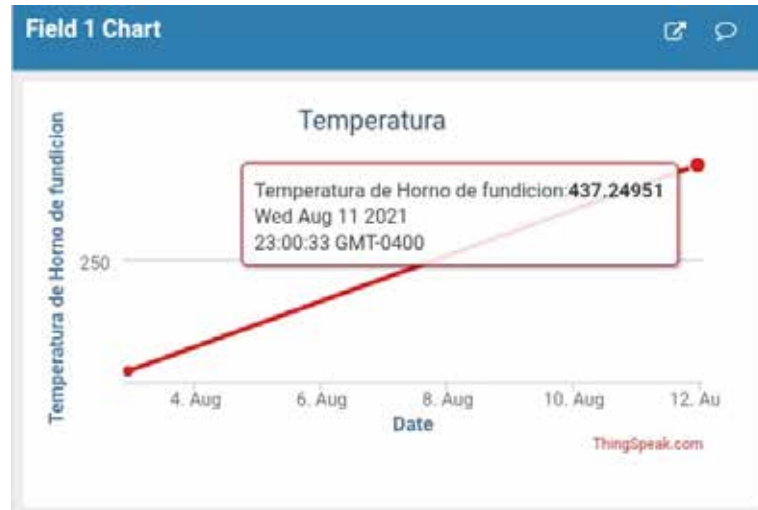 Field 1 Chart
Temperatura
Temperatura de Horno de fundicion
Temperatura de Horno de fundicion:437.24951
Wed Aug 11 2021
23:00:33 GMT-0400
250
4. Aug
6. Aug
8. Aug
10. Aug
12. Au
Date
ThingSpeak.com